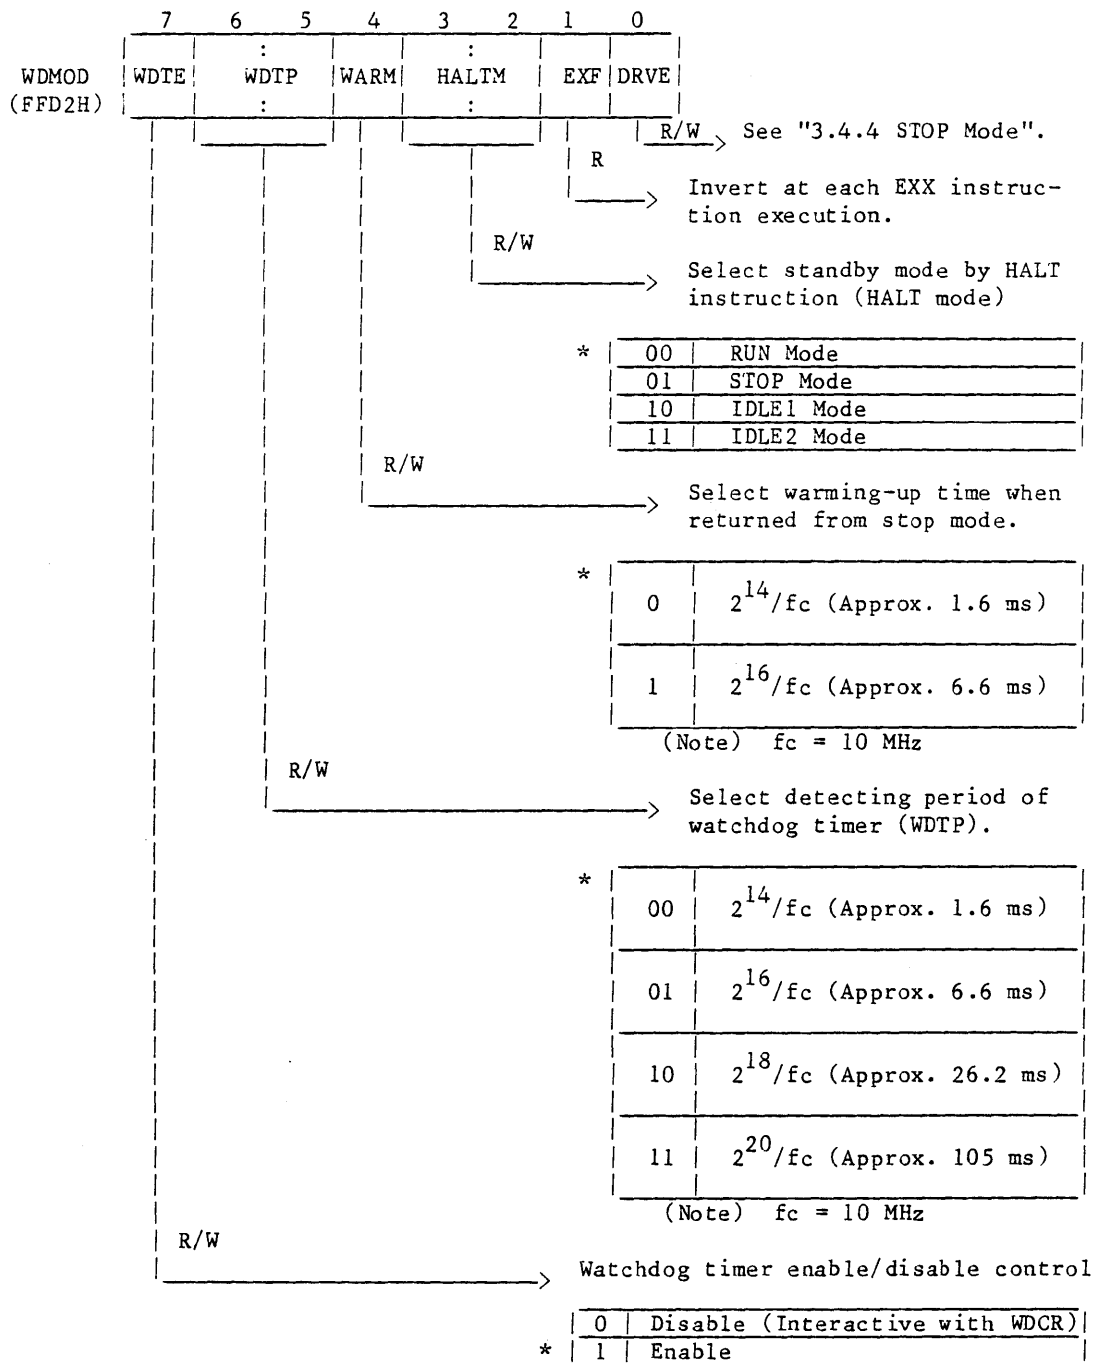 7 6 5 4 3 2 1 0
WDMOD WDTE WDTP WARM HALTM EXF DRVE
(FFD2H)
R/W See "3.4.4 STOP Mode".
R
Invert at each EXX instruc-
tion execution.
R/W
Select standby mode by HALT
instruction (HALT mode)
* 00 RUN Mode
01 STOP Mode
10 IDLE1 Mode
11 IDLE2 Mode
R/W
Select warming-up time when
returned from stop mode.
*
0 2^14/fc (Approx. 1.6 ms)
1 2^16/fc (Approx. 6.6 ms)
(Note) fc = 10 MHz
R/W
Select detecting period of
watchdog timer (WDTP).
*
00 2^14/fc (Approx. 1.6 ms)
01 2^16/fc (Approx. 6.6 ms)
10 2^18/fc (Approx. 26.2 ms)
11 2^20/fc (Approx. 105 ms)
(Note) fc = 10 MHz
R/W
Watchdog timer enable/disable control
0 Disable (Interactive with WDCR)
* 1 Enable